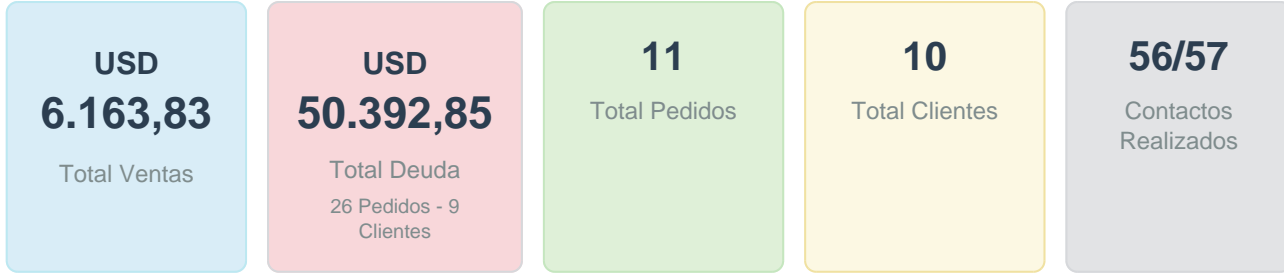 USD
6.163,83
Total Ventas
USD
50.392,85
Total Deuda
26 Pedidos - 9
Clientes
11
Total Pedidos
10
Total Clientes
56/57
Contactos
Realizados